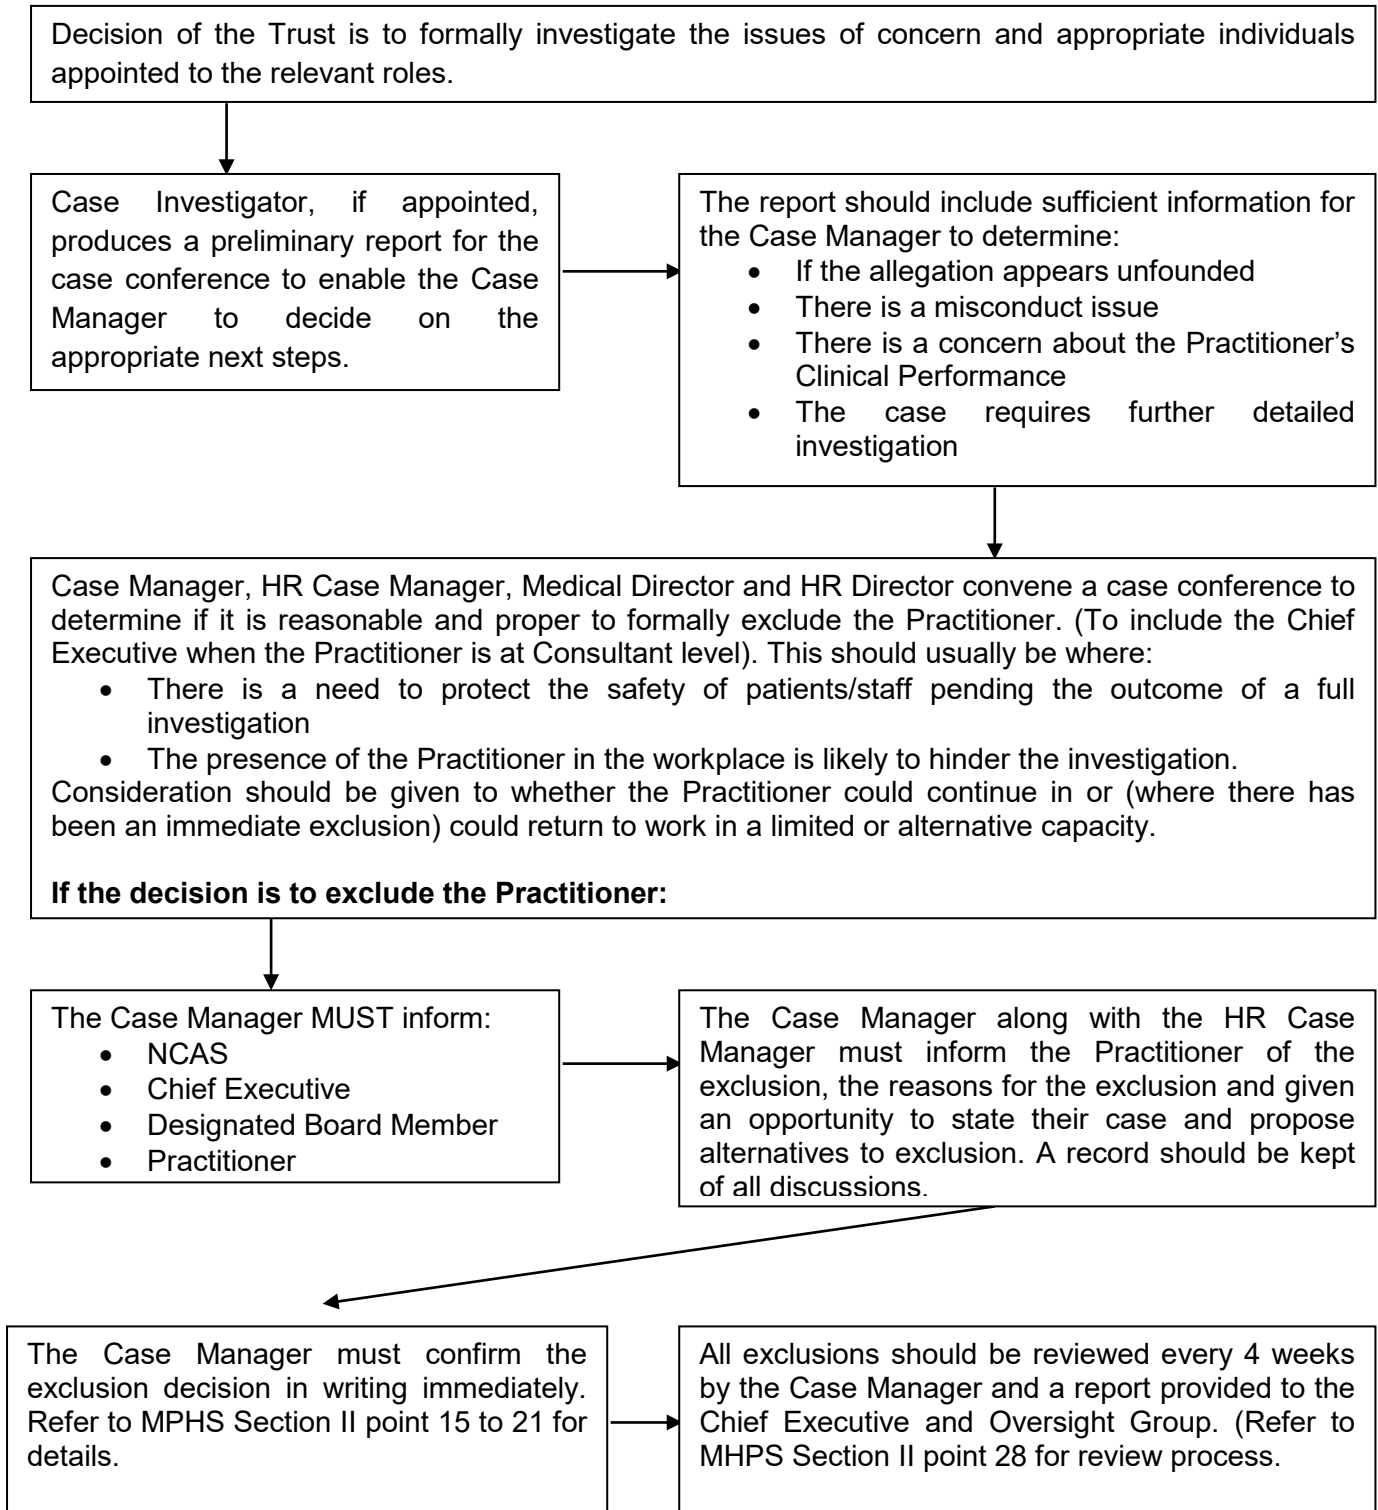 Decision of the Trust is to formally investigate the issues of concern and appropriate individuals
appointed to the relevant roles.
Case Investigator, if appointed,
produces a preliminary report for the
case conference to enable the Case
Manager to decide on the
appropriate next steps.
The report should include sufficient information for
the Case Manager to determine:
• If the allegation appears unfounded
• There is a misconduct issue
• There is a concern about the Practitioner’s
Clinical Performance
• The case requires further detailed
investigation
Case Manager, HR Case Manager, Medical Director and HR Director convene a case conference to
determine if it is reasonable and proper to formally exclude the Practitioner. (To include the Chief
Executive when the Practitioner is at Consultant level). This should usually be where:
• There is a need to protect the safety of patients/staff pending the outcome of a full
investigation
• The presence of the Practitioner in the workplace is likely to hinder the investigation.
Consideration should be given to whether the Practitioner could continue in or (where there has
been an immediate exclusion) could return to work in a limited or alternative capacity.
If the decision is to exclude the Practitioner:
The Case Manager MUST inform:
• NCAS
• Chief Executive
• Designated Board Member
• Practitioner
The Case Manager along with the HR Case
Manager must inform the Practitioner of the
exclusion, the reasons for the exclusion and given
an opportunity to state their case and propose
alternatives to exclusion. A record should be kept
of all discussions.
The Case Manager must confirm the
exclusion decision in writing immediately.
Refer to MPHS Section II point 15 to 21 for
details.
All exclusions should be reviewed every 4 weeks
by the Case Manager and a report provided to the
Chief Executive and Oversight Group. (Refer to
MHPS Section II point 28 for review process.